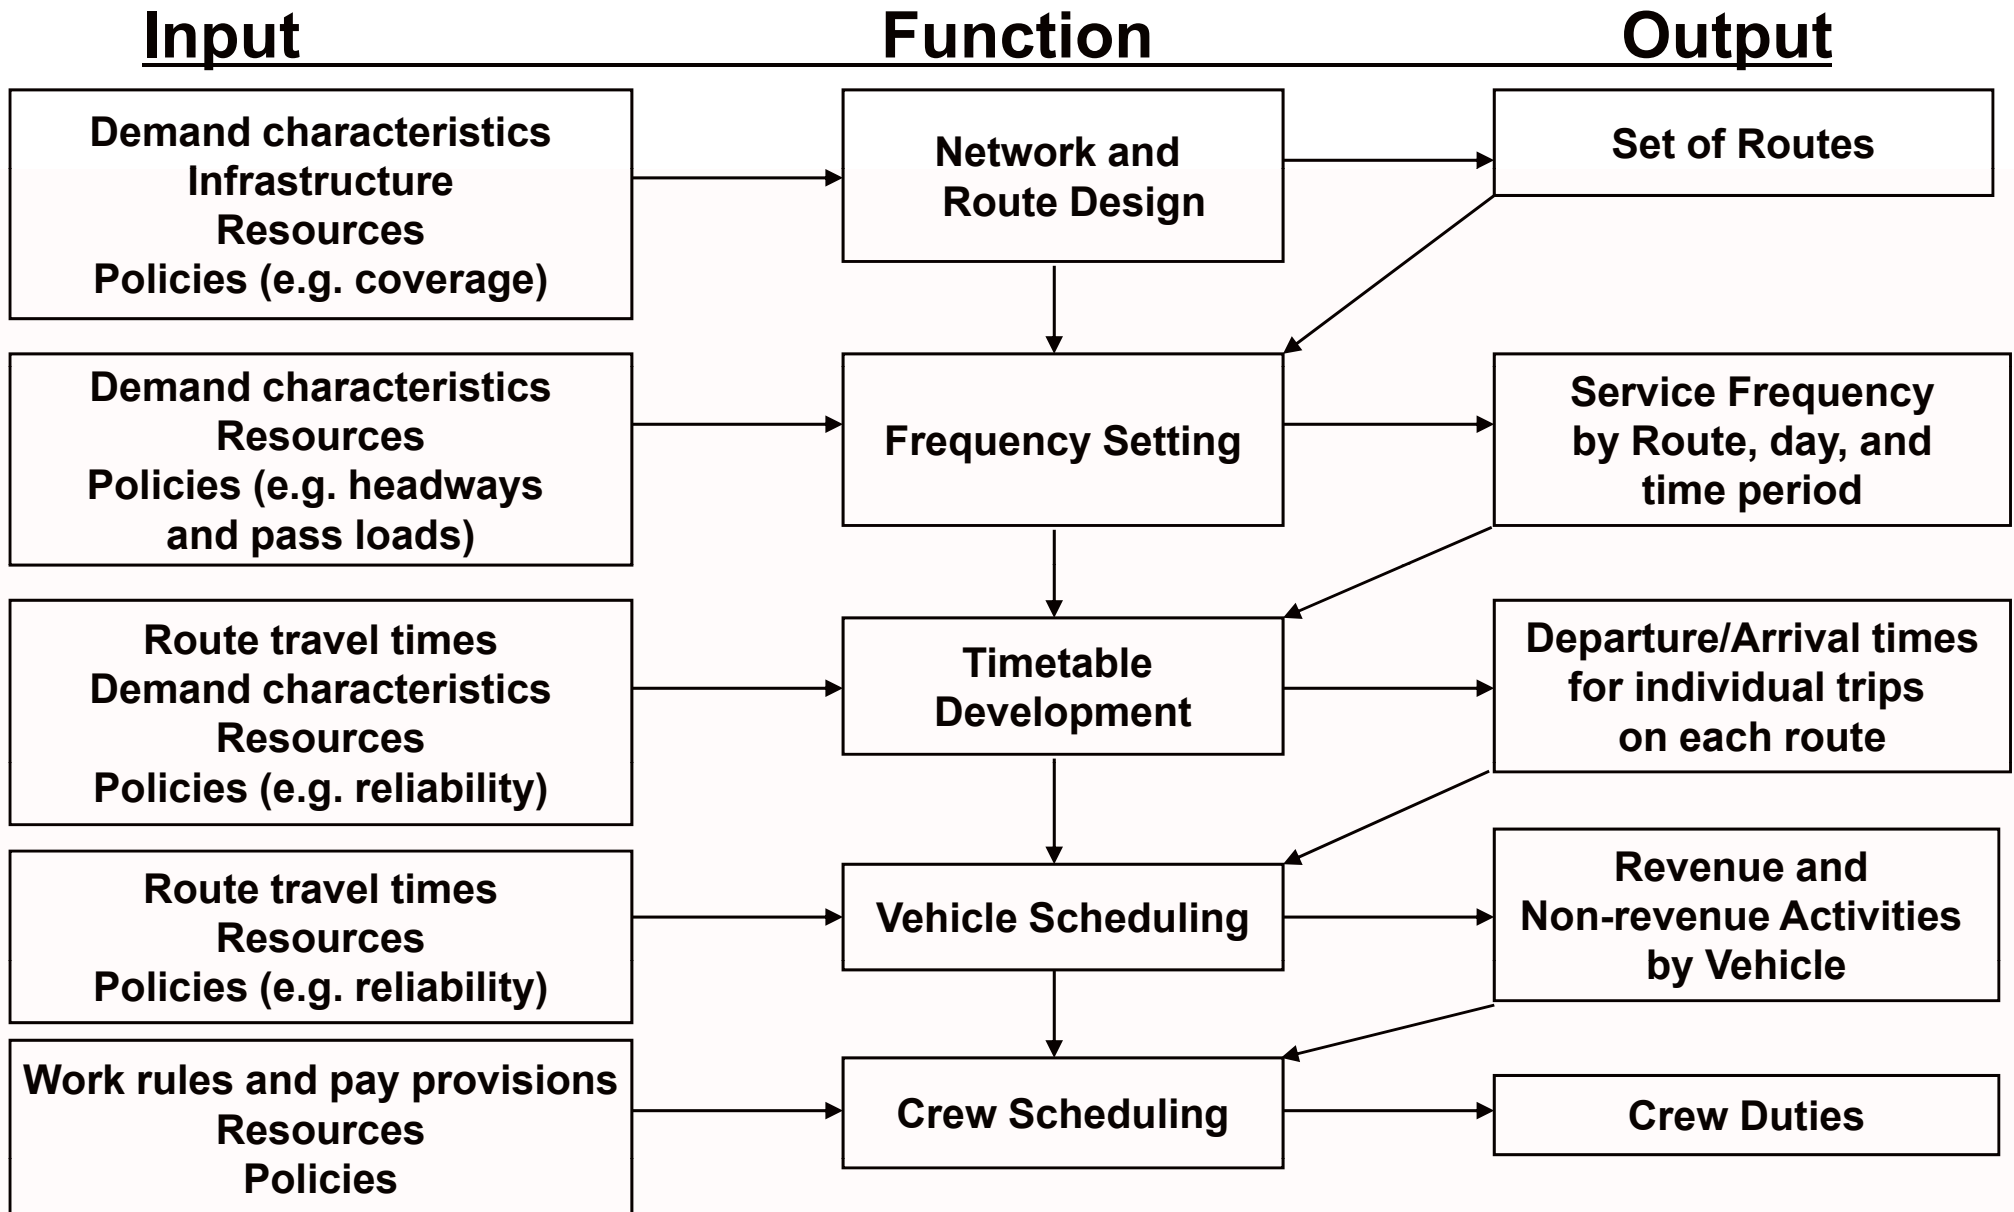 Input Function Output
Demand characteristics
Infrastructure
Resources
Policies (e.g. coverage)
Network and
Route Design
Set of Routes
Demand characteristics
Resources
Policies (e.g. headways
and pass loads)
Frequency Setting
Service Frequency
by Route, day, and
time period
Route travel times
Demand characteristics
Resources
Policies (e.g. reliability)
Timetable
Development
Departure/Arrival times
for individual trips
on each route
Route travel times
Resources
Policies (e.g. reliability)
Vehicle Scheduling
Revenue and
Non-revenue Activities
by Vehicle
Work rules and pay provisions
Resources
Policies
Crew Scheduling
Crew Duties